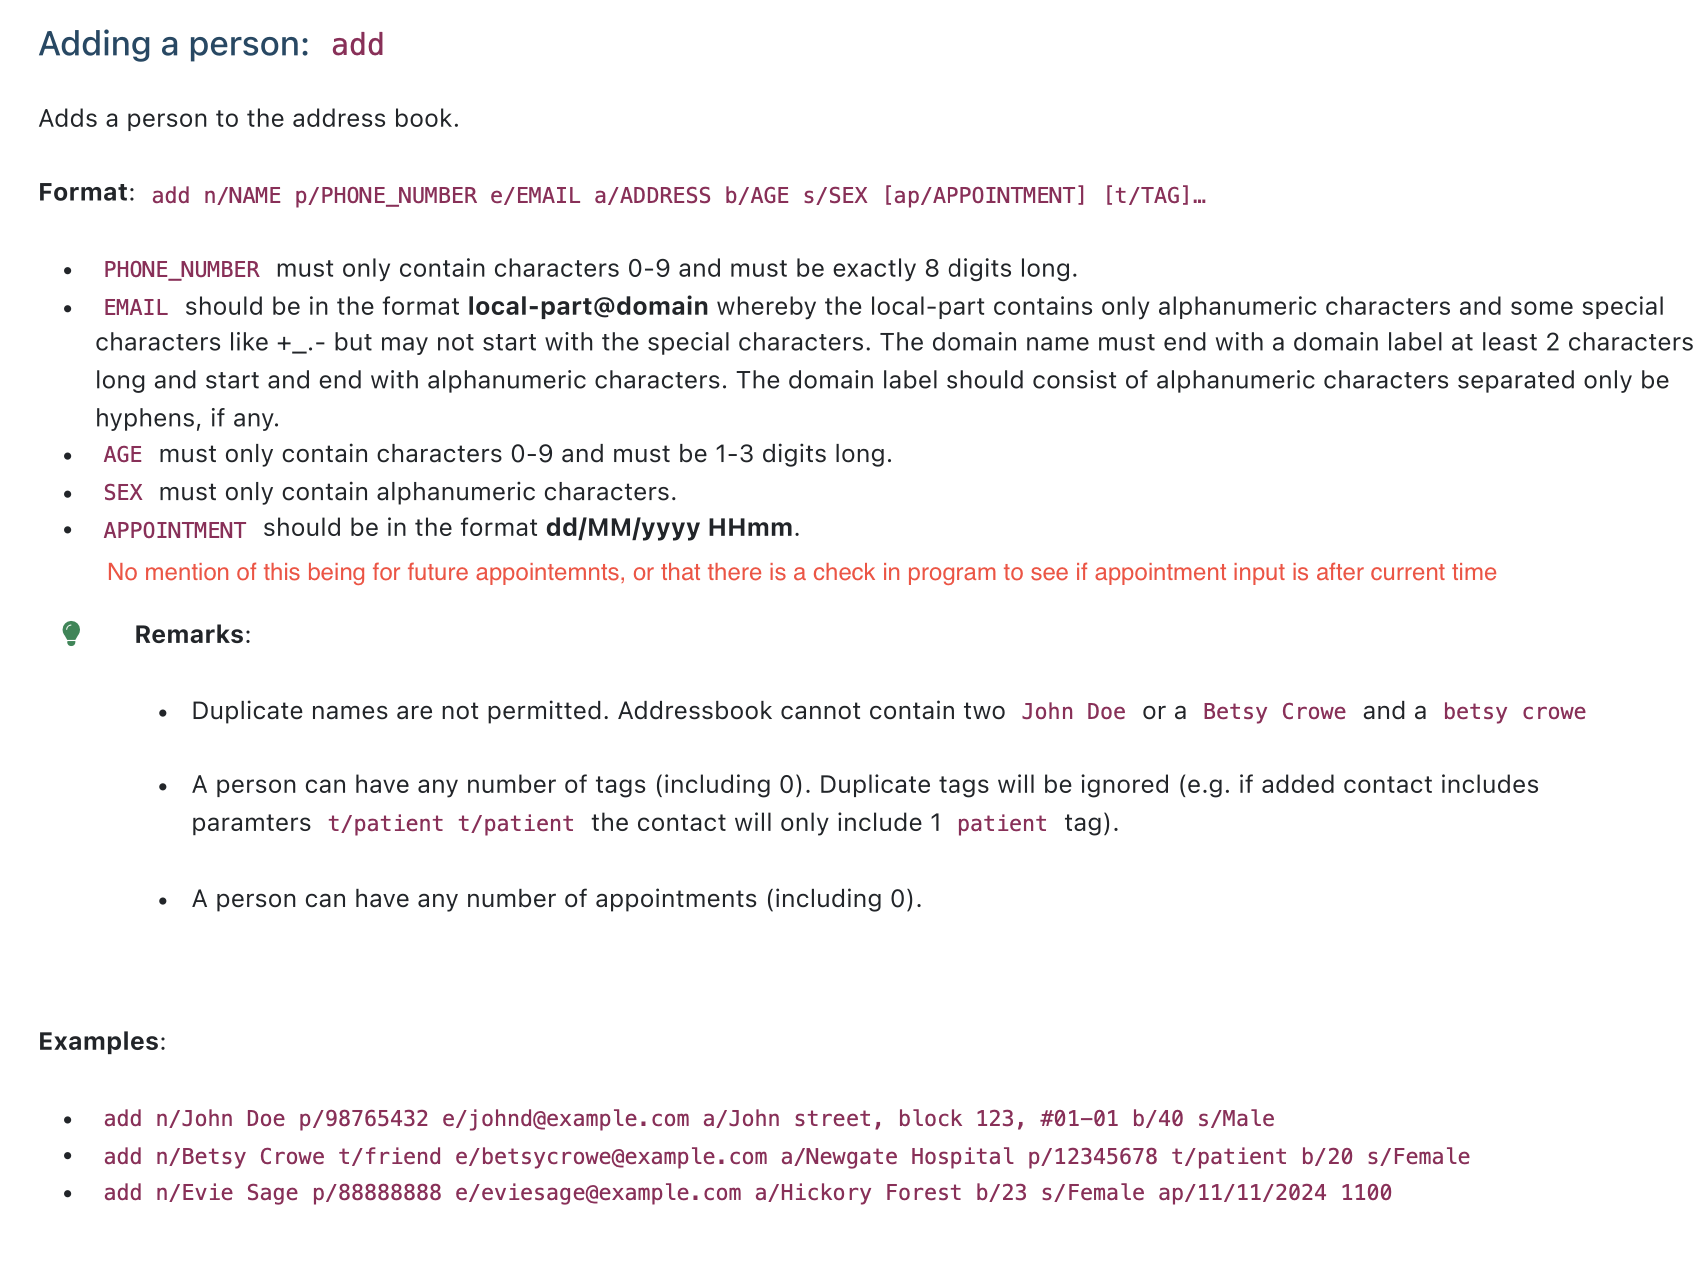 Adding a person: add
Adds a person to the address book.
Format: add n/NAME p/PHONE_NUMBER e/EMAIL a/ADDRESS b/AGE s/SEX [ap/APPOINTMENT] [t/TAG]…
• PHONE_NUMBER must only contain characters 0-9 and must be exactly 8 digits long.
• EMAIL should be in the format local-part@domain whereby the local-part contains only alphanumeric characters and some special
characters like +_.- but may not start with the special characters. The domain name must end with a domain label at least 2 characters
long and start and end with alphanumeric characters. The domain label should consist of alphanumeric characters separated only be
hyphens, if any.
• AGE must only contain characters 0-9 and must be 1-3 digits long.
• SEX must only contain alphanumeric characters.
• APPOINTMENT should be in the format dd/MM/yyyy HHmm.
No mention of this being for future appointemnts, or that there is a check in program to see if appointment input is after current time
Remarks:
• Duplicate names are not permitted. Addressbook cannot contain two John Doe or a Betsy Crowe and a betsy crowe
• A person can have any number of tags (including 0). Duplicate tags will be ignored (e.g. if added contact includes
paramters t/patient t/patient the contact will only include 1 patient tag).
• A person can have any number of appointments (including 0).
Examples:
• add n/John Doe p/98765432 e/johnd@example.com a/John street, block 123, #01-01 b/40 s/Male
• add n/Betsy Crowe t/friend e/betsycrowe@example.com a/Newgate Hospital p/12345678 t/patient b/20 s/Female
• add n/Evie Sage p/88888888 e/eviesage@example.com a/Hickory Forest b/23 s/Female ap/11/11/2024 1100